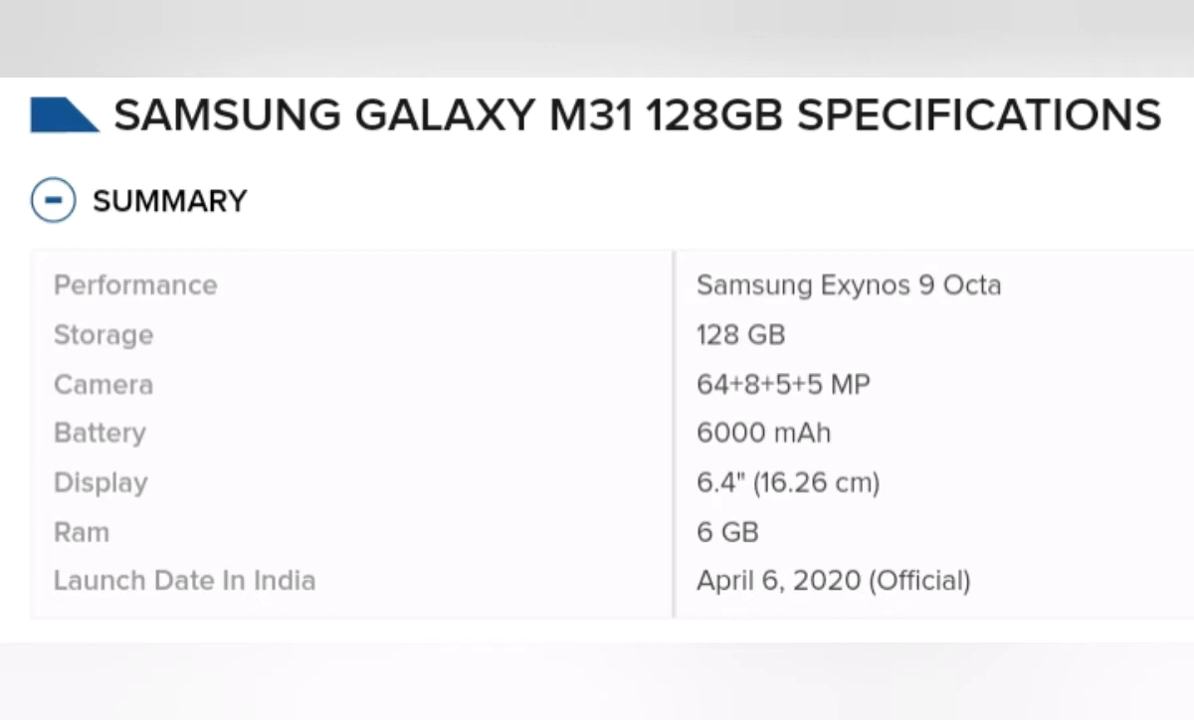 SAMSUNG GALAXY M31 128GB SPECIFICATIONS
SUMMARY
Performance Samsung Exynos 9 Octa
Storage 128 GB
Camera 64+8+5+5 MP
Battery 6000 mAh
Display 6.4" (16.26 cm)
Ram 6 GB
Launch Date In India April 6, 2020 (Official)